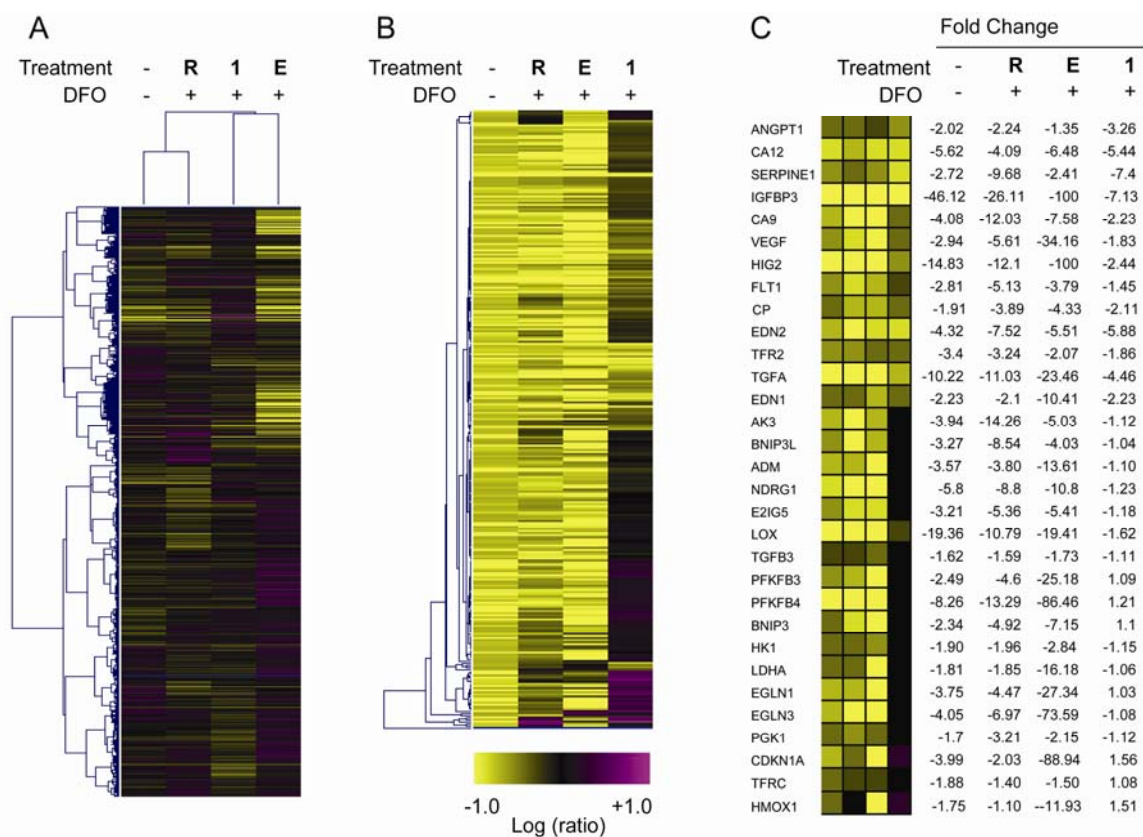 A
Treatment - R 1 E
DFO - + + +
B
Treatment - R E 1
DFO - + + +
-1.0 +1.0
Log (ratio)
C
Fold Change
Treatment - R E 1
DFO - + + +
ANGPT1 -2.02 -2.24 -1.35 -3.26
CA12 -5.62 -4.09 -6.48 -5.44
SERPINE1 -2.72 -9.68 -2.41 -7.4
IGFBP3 -46.12 -26.11 -100 -7.13
CA9 -4.08 -12.03 -7.58 -2.23
VEGF -2.94 -5.61 -34.16 -1.83
HIG2 -14.83 -12.1 -100 -2.44
FLT1 -2.81 -5.13 -3.79 -1.45
CP -1.91 -3.89 -4.33 -2.11
EDN2 -4.32 -7.52 -5.51 -5.88
TFR2 -3.4 -3.24 -2.07 -1.86
TGFA -10.22 -11.03 -23.46 -4.46
EDN1 -2.23 -2.1 -10.41 -2.23
AK3 -3.94 -14.26 -5.03 -1.12
BNIP3L -3.27 -8.54 -4.03 -1.04
ADM -3.57 -3.80 -13.61 -1.10
NDRG1 -5.8 -8.8 -10.8 -1.23
E2IG5 -3.21 -5.36 -5.41 -1.18
LOX -19.36 -10.79 -19.41 -1.62
TGFB3 -1.62 -1.59 -1.73 -1.11
PFKFB3 -2.49 -4.6 -25.18 1.09
PFKFB4 -8.26 -13.29 -86.46 1.21
BNIP3 -2.34 -4.92 -7.15 1.1
HK1 -1.90 -1.96 -2.84 -1.15
LDHA -1.81 -1.85 -16.18 -1.06
EGLN1 -3.75 -4.47 -27.34 1.03
EGLN3 -4.05 -6.97 -73.59 -1.08
PGK1 -1.7 -3.21 -2.15 -1.12
CDKN1A -3.99 -2.03 -88.94 1.56
TFRC -1.88 -1.40 -1.50 1.08
HMOX1 -1.75 -1.10 --11.93 1.51